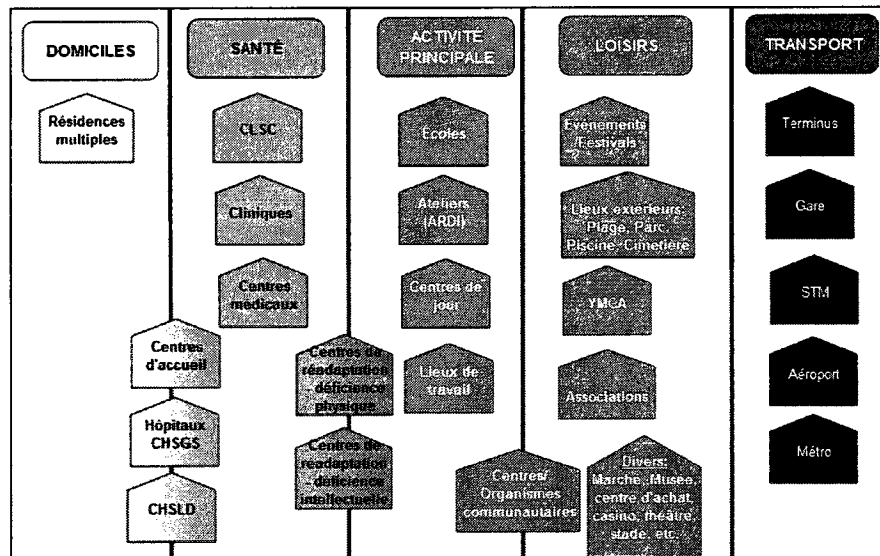 DOMICILES
SANTÉ
ACTIVITÉ
PRINCIPALE
LOISIRS
TRANSPORT
Résidences
multiples
CLSC
Cliniques
Centres
médicaux
Centres
d'accueil
Hôpitaux
CHSGS
CHSLD
Écoles
Ateliers
(ARDI)
Centres de
jour
Lieux de
travail
Centres de
réadaptation
- déficience
physique
Centres de
réadaptation
- déficience
intellectuelle
Evénements
/Festivals
Lieux extérieurs,
Plage, Parc,
Piscine, Cimetière
YMCA
Associations
Centres/
Organismes
communautaires
Divers:
Marché, Musée,
centre d'achat,
casino, théâtre,
stade, etc.
Terminus
Gare
STM
Aéroport
Métro